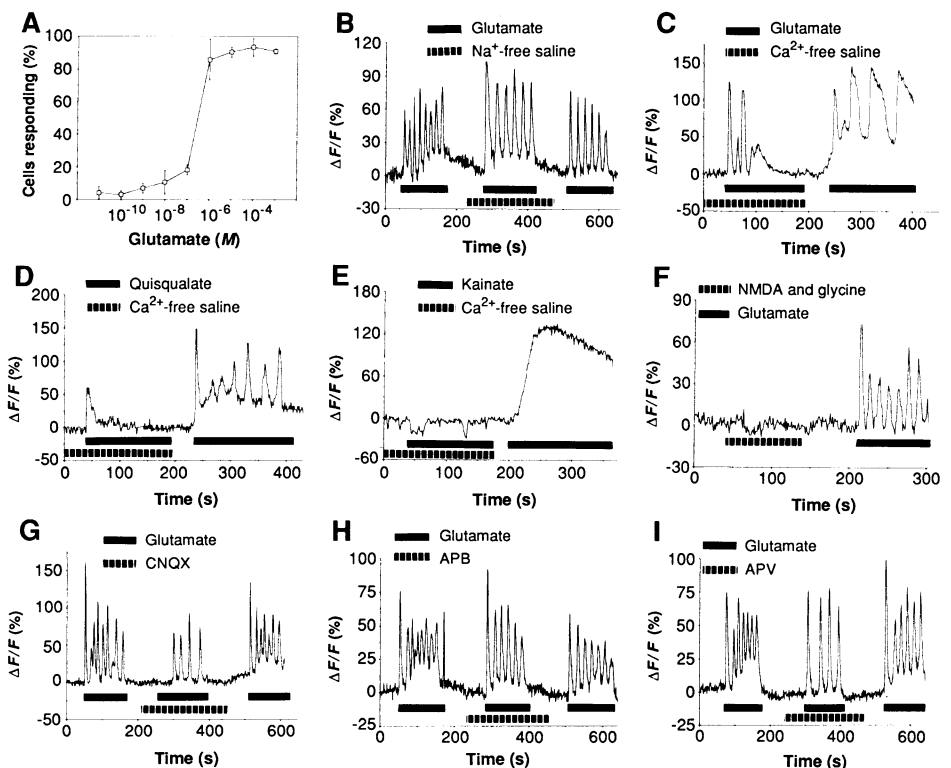 A
Cells responding (%)
100
80
60
40
20
0
10⁻¹⁰ 10⁻⁸ 10⁻⁶ 10⁻⁴
Glutamate (M)
B
Glutamate
Na⁺-free saline
ΔF/F (%)
120
90
60
30
0
-30
0 200 400 600
Time (s)
C
Glutamate
Ca²⁺-free saline
ΔF/F (%)
150
100
50
0
-50
0 100 200 300 400
Time (s)
D
Quisqualate
Ca²⁺-free saline
ΔF/F (%)
200
150
100
50
0
-50
0 100 200 300 400
Time (s)
E
Kainate
Ca²⁺-free saline
ΔF/F (%)
180
120
60
0
-60
0 100 200 300
Time (s)
F
NMDA and glycine
Glutamate
ΔF/F (%)
90
60
30
0
-30
0 100 200 300
Time (s)
G
Glutamate
CNQX
ΔF/F (%)
150
100
50
0
-50
0 200 400 600
Time (s)
H
Glutamate
APB
ΔF/F (%)
100
75
50
25
0
-25
0 200 400 600
Time (s)
I
Glutamate
APV
ΔF/F (%)
100
75
50
25
0
-25
0 200 400 600
Time (s)